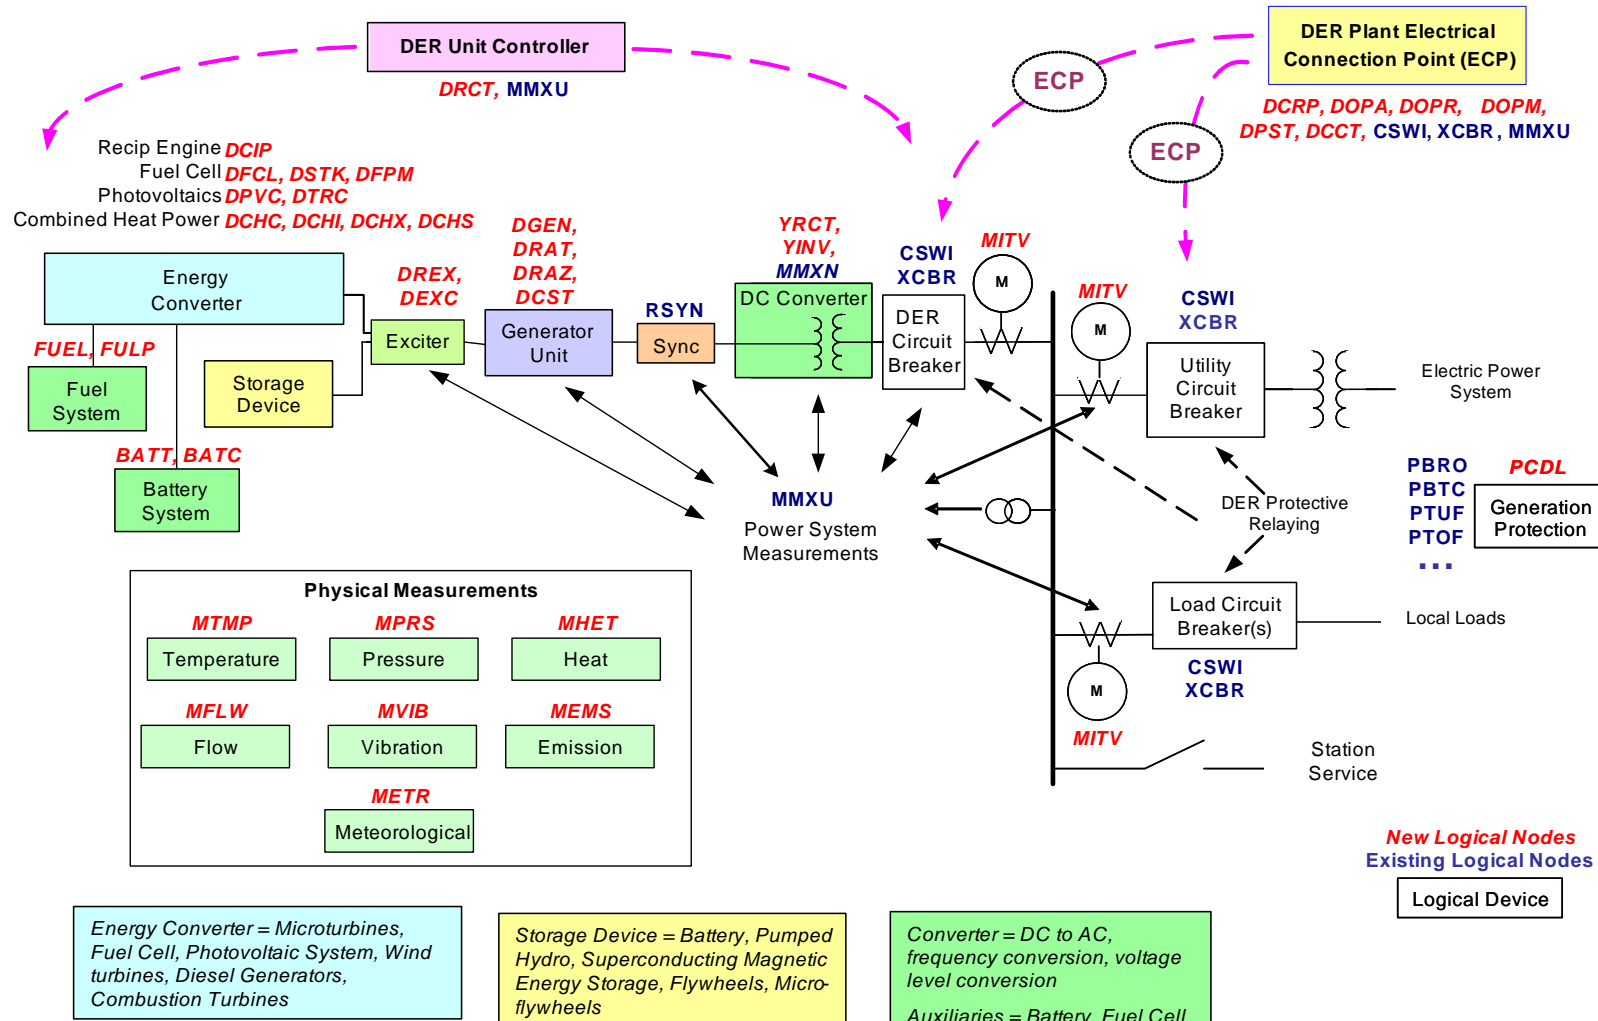 DER Unit Controller
DRCT, MMXU
ECP
DER Plant Electrical
Connection Point (ECP)
DCRP, DOPA, DOPR, DOPM,
DPST, DCCT, CSWI, XCBR, MMXU
ECP
Recip Engine DCIP
Fuel Cell DFCL, DSTK, DFPM
Photovoltaics DPVC, DTRC
Combined Heat Power DCHC, DCHI, DCHX, DCHS
Energy
Converter
DREX,
DEXC
DGEN,
DRAT,
DRAZ,
DCST
RSYN
YRCT,
YINV,
MMXN
CSWI
XCBR
MITV
M
MITV
M
CSWI
XCBR
Exciter
Generator
Unit
Sync
DC Converter
DER
Circuit
Breaker
Utility
Circuit
Breaker
Electric Power
System
FUEL, FULP
Fuel
System
Storage
Device
BATT, BATC
Battery
System
MMXU
Power System
Measurements
DER Protective
Relaying
PBRO
PBTC
PTUF
PTOF
...
PCDL
Generation
Protection
Load Circuit
Breaker(s)
Local Loads
CSWI
XCBR
M
MITV
Station
Service
Physical Measurements
MTMP
Temperature
MPRS
Pressure
MHET
Heat
MFLW
Flow
MVIB
Vibration
MEMS
Emission
METR
Meteorological
New Logical Nodes
Existing Logical Nodes
Logical Device
Energy Converter = Microturbines,
Fuel Cell, Photovoltaic System, Wind
turbines, Diesel Generators,
Combustion Turbines
Storage Device = Battery, Pumped
Hydro, Superconducting Magnetic
Energy Storage, Flywheels, Micro-
flywheels
Converter = DC to AC,
frequency conversion, voltage
level conversion
Auxiliaries = Battery, Fuel Cell